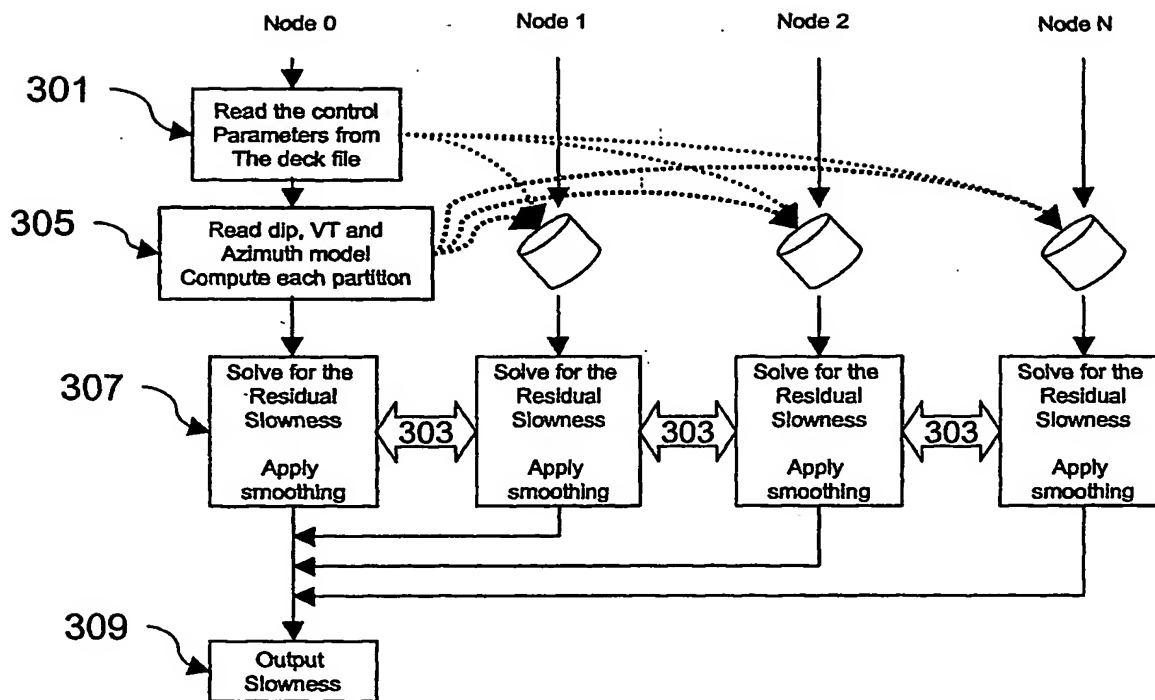 Node 0
Node 1
Node 2
Node N
301
Read the control
Parameters from
The deck file
305
Read dip, VT and
Azimuth model
Compute each partition
307
Solve for the
Residual
Slowness
Apply
smoothing
303
Solve for the
Residual
Slowness
Apply
smoothing
303
Solve for the
Residual
Slowness
Apply
smoothing
303
Solve for the
Residual
Slowness
Apply
smoothing
309
Output
Slowness